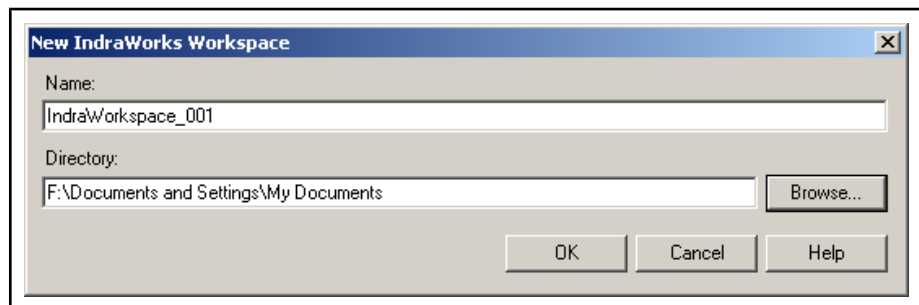 New IndraWorks Workspace
Name:
IndraWorkspace_001
Directory:
F:\Documents and Settings\My Documents
Browse...
OK Cancel Help